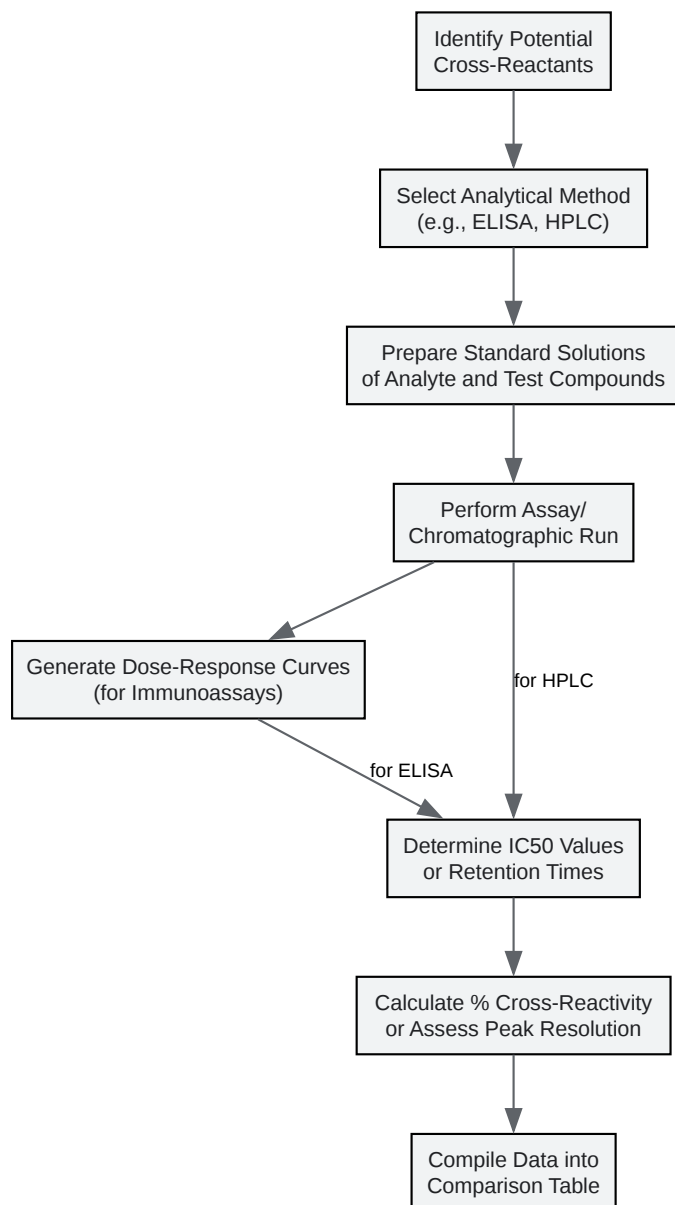 Identify Potential
Cross-Reactants
Select Analytical Method
(e.g., ELISA, HPLC)
Prepare Standard Solutions
of Analyte and Test Compounds
Perform Assay/
Chromatographic Run
Generate Dose-Response Curves
(for Immunoassays)
for HPLC
for ELISA
Determine IC50 Values
or Retention Times
Calculate % Cross-Reactivity
or Assess Peak Resolution
Compile Data into
Comparison Table